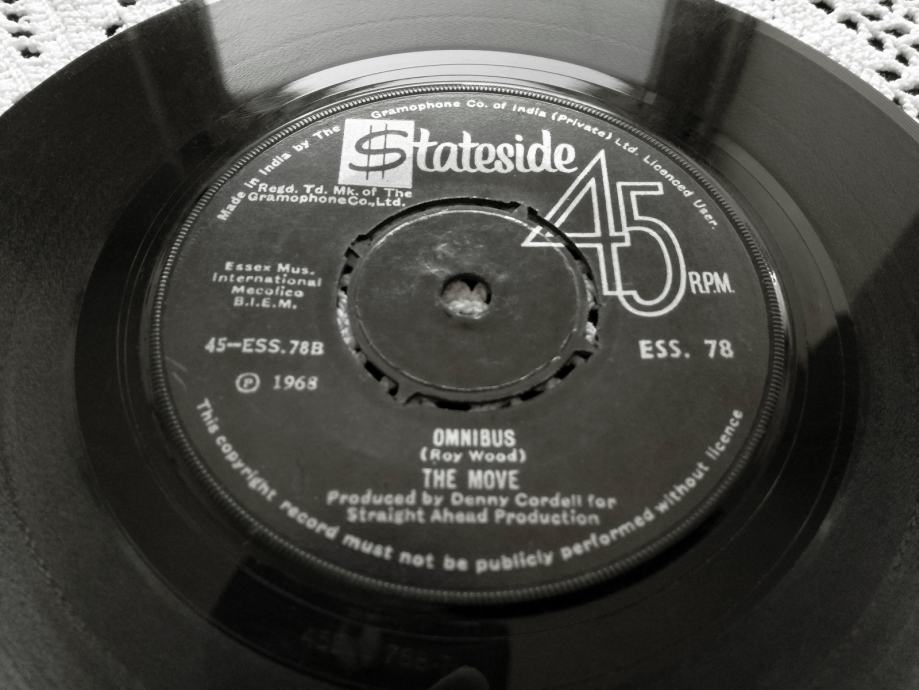 Made in India by The Gramophone Co. of India (Private) Ltd. Licenced User.
$tateside
Regd. Td. Mk. of The
GramophoneCo.,Ltd.
45
R.P.M.
Essex Mus.
International
Mecolico
B.I.E.M.
45-ESS.78B
ESS. 78
Ⓟ 1968
OMNIBUS
(Roy Wood)
THE MOVE
Produced by Denny Cordell for
Straight Ahead Production
This copyright record must not be publicly performed without licence